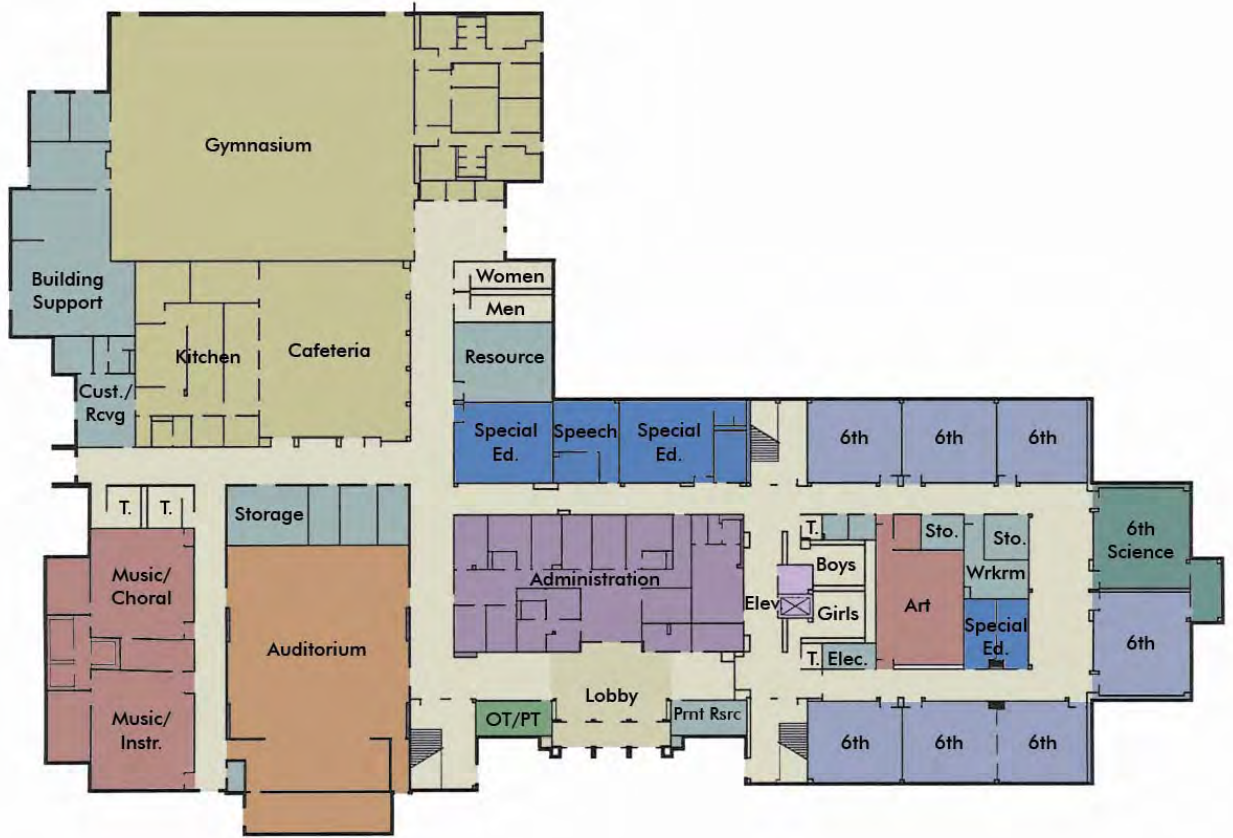 Gymnasium
Women
Men
Building
Support
Kitchen
Cafeteria
Resource
Cust./
Rcvg
Special
Ed.
Speech
Special
Ed.
6th
6th
6th
T.
T.
Storage
T.
Sto.
Sto.
6th
Science
Music/
Choral
Administration
Boys
Wrkrm
Elev
Girls
Art
Special
Ed.
Auditorium
T.
Elec.
6th
Lobby
OT/PT
Prnt Rsrc
Music/
Instr.
6th
6th
6th